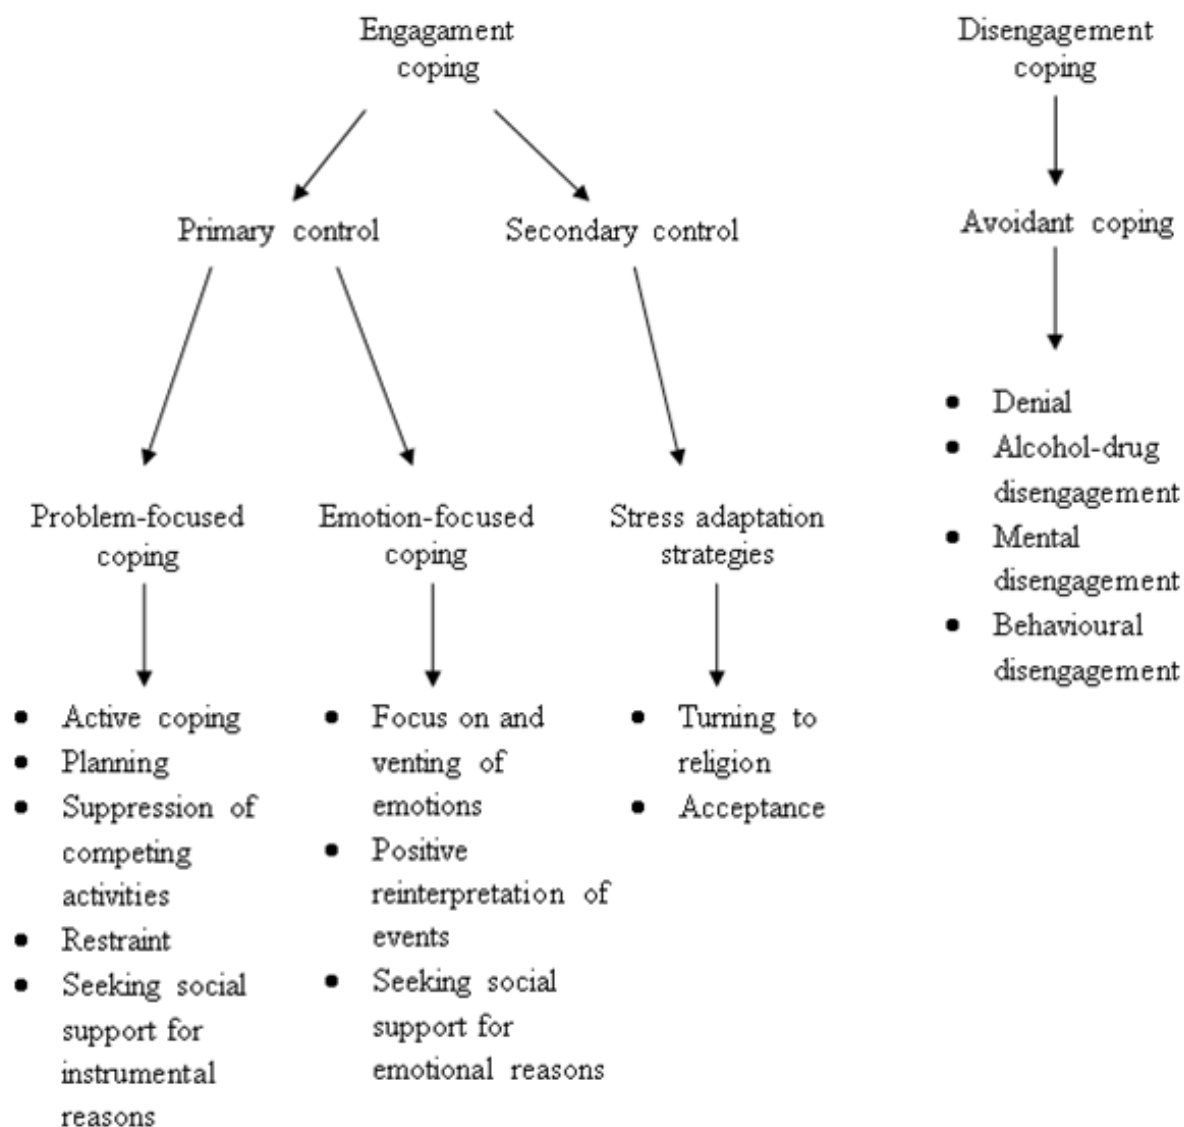 Engagament
coping
Disengagement
coping
Primary control
Secondary control
Avoidant coping
Problem-focused
coping
Emotion-focused
coping
Stress adaptation
strategies
• Denial
• Alcohol-drug
disengagement
• Mental
disengagement
• Behavioural
disengagement
• Active coping
• Planning
• Suppression of
competing
activities
• Restraint
• Seeking social
support for
instrumental
reasons
• Focus on and
venting of
emotions
• Positive
reinterpretation of
events
• Seeking social
support for
emotional reasons
• Turning to
religion
• Acceptance